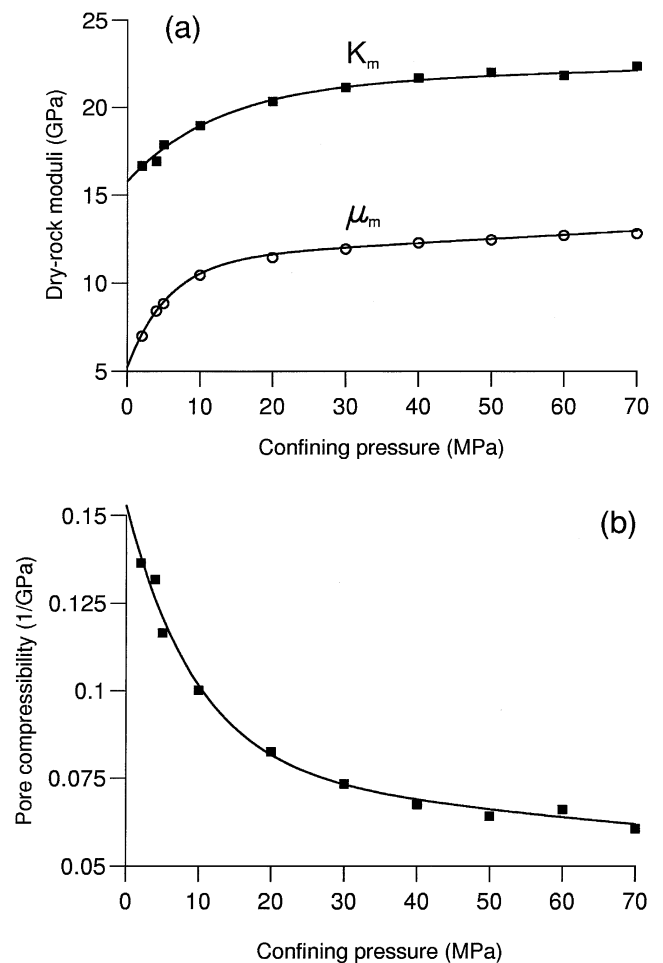 (a)
25
20
15
10
5
Dry-rock moduli (GPa)
Km
μm
0 10 20 30 40 50 60 70
Confining pressure (MPa)
(b)
0.15
0.125
0.1
0.075
0.05
Pore compressibility (1/GPa)
0 10 20 30 40 50 60 70
Confining pressure (MPa)